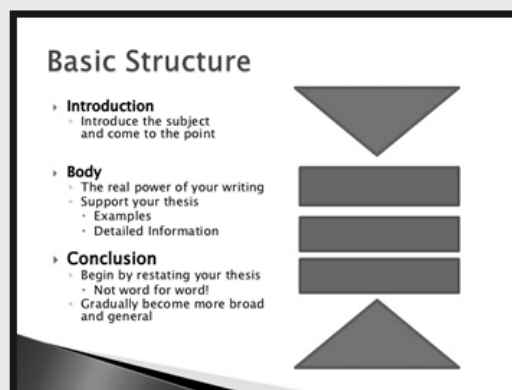 Basic Structure
Introduction
Introduce the subject
and come to the point
Body
The real power of your writing
Support your thesis
Examples
Detailed Information
Conclusion
Begin by restating your thesis
Not word for word!
Gradually become more broad
and general